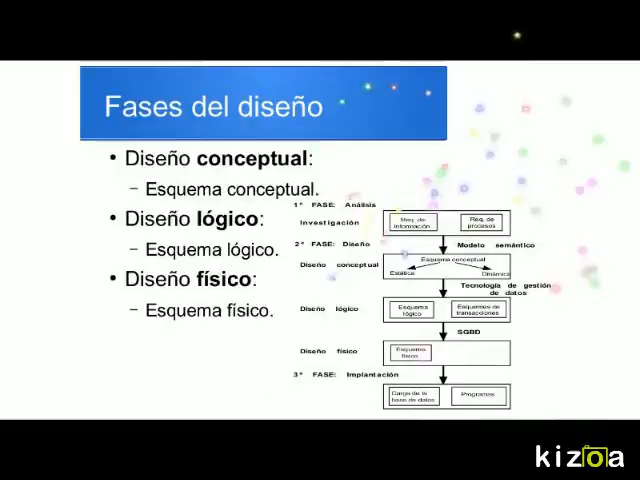 Fases del diseño
• Diseño conceptual:
– Esquema conceptual.
• Diseño lógico:
– Esquema lógico.
• Diseño físico:
– Esquema físico.
1ª FASE: Análisis
Investigación
Req. de
información
Req. de
procesos
2ª FASE: Diseño
Modelo semántico
Diseño conceptual
Esquema conceptual
Estática
Dinámica
Tecnología de gestión
de datos
Diseño lógico
Esquema
lógico
Esquemas de
transacciones
SGBD
Diseño físico
Esquema
físico
3ª FASE: Implantación
Carga de la
base de datos
Programas
kizoa